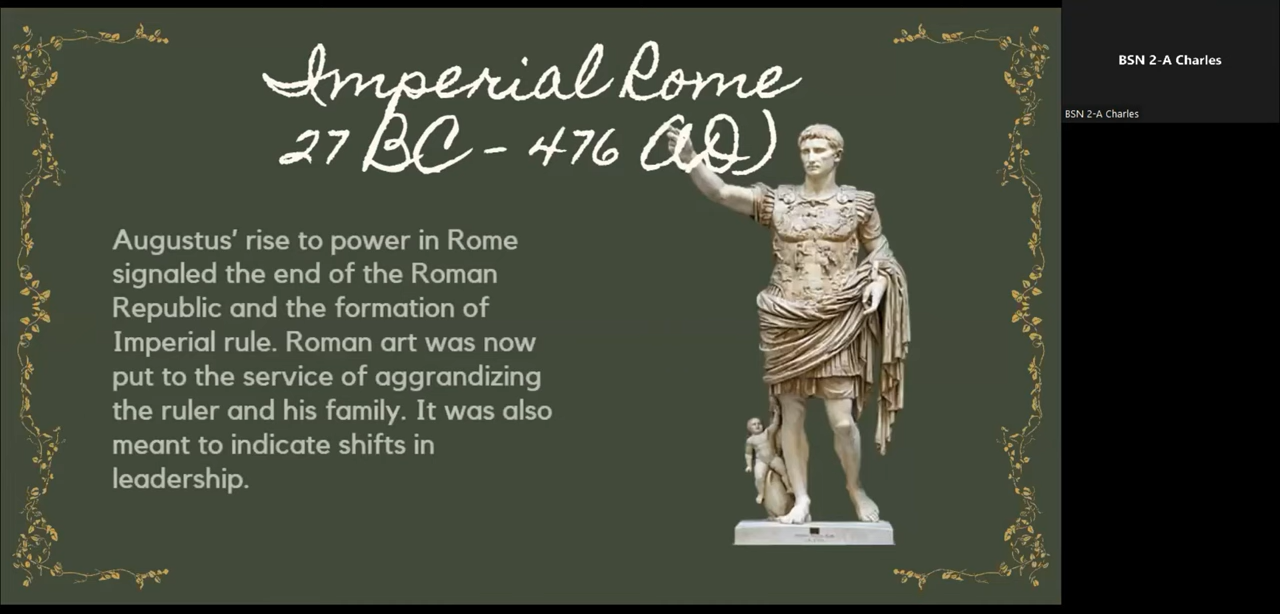 Imperial Rome
27 BC - 476 AD)
Augustus' rise to power in Rome
signaled the end of the Roman
Republic and the formation of
Imperial rule. Roman art was now
put to the service of aggrandizing
the ruler and his family. It was also
meant to indicate shifts in
leadership.
BSN 2-A Charles
BSN 2-A Charles